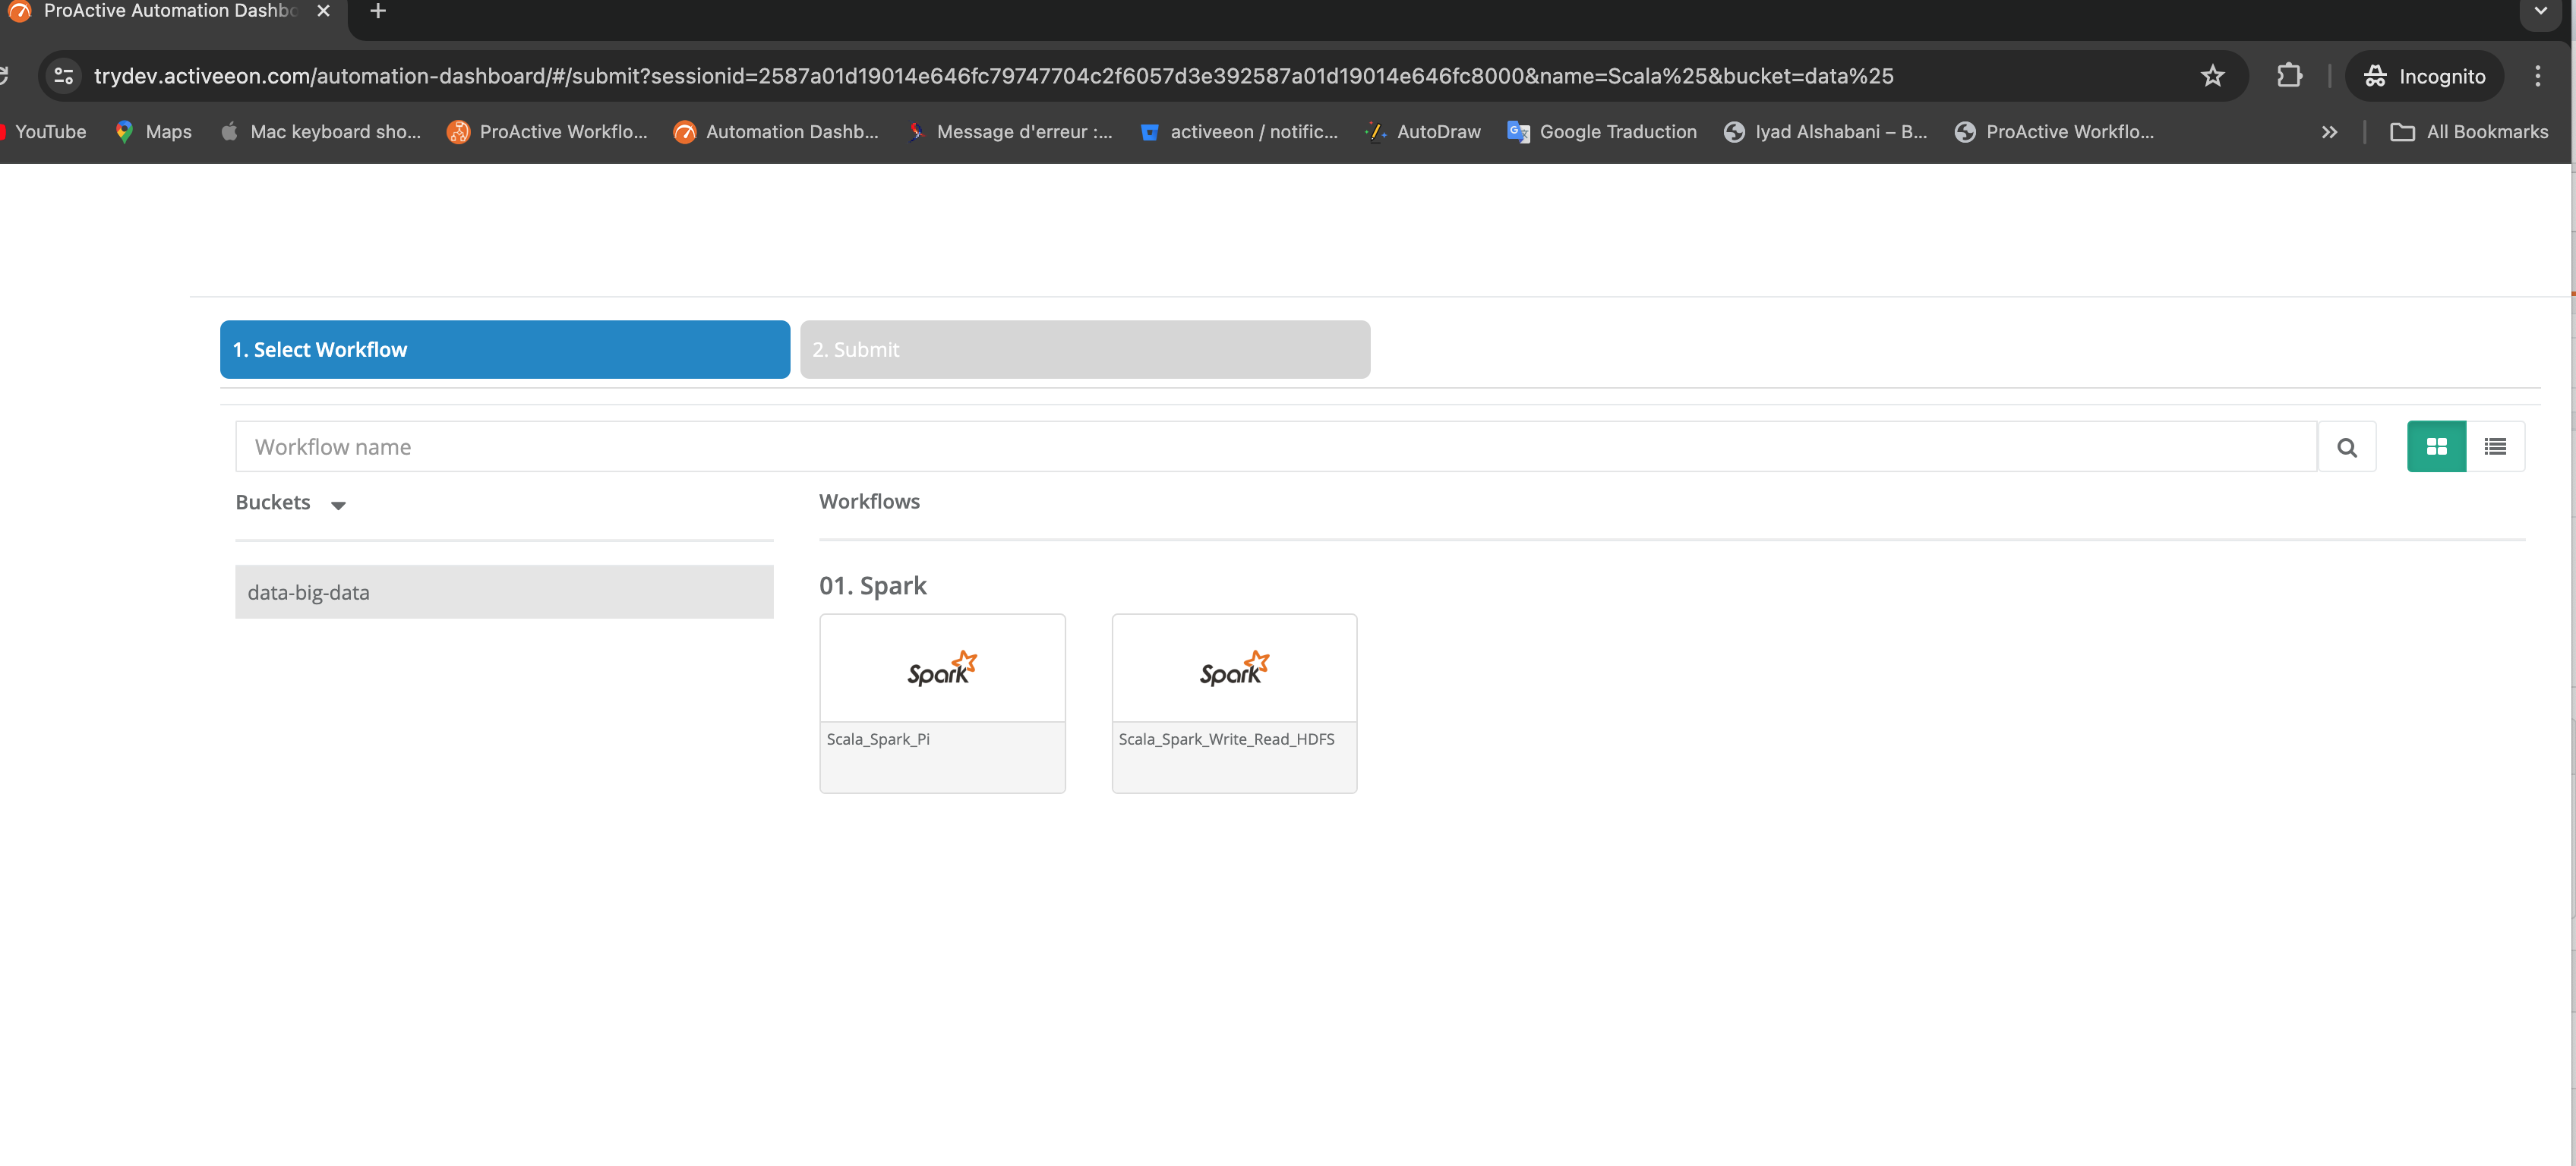 ProActive Automation Dashbo
trydev.activeeon.com/automation-dashboard/#/submit?sessionid=2587a01d19014e646fc79747704c2f6057d3e392587a01d19014e646fc8000&name=Scala%25&bucket=data%25
Incognito
YouTube Maps Mac keyboard sho... ProActive Workflo... Automation Dashb... Message d'erreur :... activeeon / notific... AutoDraw Google Traduction Iyad Alshabani – B... ProActive Workflo... All Bookmarks
1. Select Workflow 2. Submit
Workflow name
Buckets Workflows
data-big-data
01. Spark
Spark Spark
Scala_Spark_Pi Scala_Spark_Write_Read_HDFS